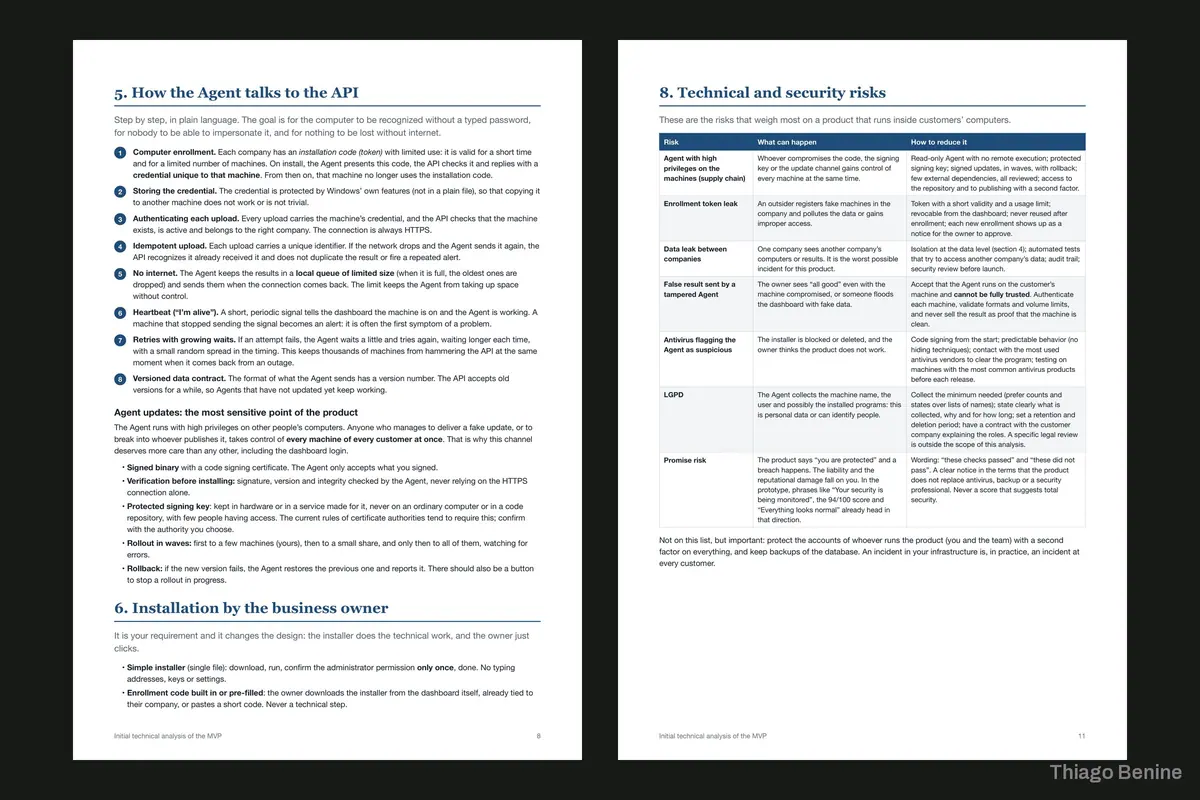 5. How the Agent talks to the API
Step by step, in plain language. The goal is for the computer to be recognized without a typed password,
for nobody to be able to impersonate it, and for nothing to be lost without internet.
1 Computer enrollment. Each company has an installation code (token) with limited use: it is valid for a short time
and for a limited number of machines. On install, the Agent presents this code, the API checks it and replies with a
credential unique to that machine. From then on, that machine no longer uses the installation code.
2 Storing the credential. The credential is protected by Windows' own features (not in a plain file), so that copying it
to another machine does not work or is not trivial.
3 Authenticating each upload. Every upload carries the machine's credential, and the API checks that the machine
exists, is active and belongs to the right company. The connection is always HTTPS.
4 Idempotent upload. Each upload carries a unique identifier. If the network drops and the Agent sends it again, the
API recognizes it already received it and does not duplicate the result or fire a repeated alert.
5 No internet. The Agent keeps the results in a local queue of limited size (when it is full, the oldest ones are
dropped) and sends them when the connection comes back. The limit keeps the Agent from taking up space
without control.
6 Heartbeat (“I'm alive”). A short, periodic signal tells the dashboard the machine is on and the Agent is working. A
machine that stopped sending the signal becomes an alert: it is often the first symptom of a problem.
7 Retries with growing waits. If an attempt fails, the Agent waits a little and tries again, waiting longer each time,
with a small random spread in the timing. This keeps thousands of machines from hammering the API at the same
moment when it comes back from an outage.
8 Versioned data contract. The format of what the Agent sends has a version number. The API accepts old
versions for a while, so Agents that have not updated yet keep working.
Agent updates: the most sensitive point of the product
The Agent runs with high privileges on other people's computers. Anyone who manages to deliver a fake update, or to
break into whoever publishes it, takes control of every machine of every customer at once. That is why this channel
deserves more care than any other, including the dashboard login.
• Signed binary with a code signing certificate. The Agent only accepts what you signed.
• Verification before installing: signature, version and integrity checked by the Agent, never relying on the HTTPS
connection alone.
• Protected signing key: kept in hardware or in a service made for it, never on an ordinary computer or in a code
repository, with few people having access. The current rules of certificate authorities tend to require this; confirm
with the authority you choose.
• Rollout in waves: first to a few machines (yours), then to a small share, and only then to all of them, watching for
errors.
• Rollback: if the new version fails, the Agent restores the previous one and reports it. There should also be a button
to stop a rollout in progress.
6. Installation by the business owner
It is your requirement and it changes the design: the installer does the technical work, and the owner just
clicks.
• Simple installer (single file): download, run, confirm the administrator permission only once, done. No typing
addresses, keys or settings.
• Enrollment code built in or pre-filled: the owner downloads the installer from the dashboard itself, already tied to
their company, or pastes a short code. Never a technical step.
Initial technical analysis of the MVP 8
8. Technical and security risks
These are the risks that weigh most on a product that runs inside customers' computers.
Risk What can happen How to reduce it
Agent with high
privileges on the
machines (supply chain)
Whoever compromises the code, the signing
key or the update channel gains control of
every machine at the same time.
Read-only Agent with no remote execution; protected
signing key; signed updates, in waves, with rollback;
few external dependencies, all reviewed; access to
the repository and to publishing with a second factor.
Enrollment token leak
An outsider registers fake machines in the
company and pollutes the data or gains
improper access.
Token with a short validity and a usage limit;
revocable from the dashboard; never reused after
enrollment; each new enrollment shows up as a
notice for the owner to approve.
Data leak between
companies
One company sees another company's
computers or results. It is the worst possible
incident for this product.
Isolation at the data level (section 4); automated tests
that try to access another company's data; audit trail;
security review before launch.
False result sent by a
tampered Agent
The owner sees “all good” even with the
machine compromised, or someone floods
the dashboard with fake data.
Accept that the Agent runs on the customer's
machine and cannot be fully trusted. Authenticate
each machine, validate formats and volume limits,
and never sell the result as proof that the machine is
clean.
Antivirus flagging the
Agent as suspicious
The installer is blocked or deleted, and the
owner thinks the product does not work.
Code signing from the start; predictable behavior (no
hiding techniques); contact with the most used
antivirus vendors to clear the program; testing on
machines with the most common antivirus products
before each release.
LGPD
The Agent collects the machine name, the
user and possibly the installed programs: this
is personal data or can identify people.
Collect the minimum needed (prefer counts and
states over lists of names); state clearly what is
collected, why and for how long; set a retention and
deletion period; have a contract with the customer
company explaining the roles. A specific legal review
is outside the scope of this analysis.
Promise risk
The product says “you are protected” and a
breach happens. The liability and the
reputational damage fall on you. In the
prototype, phrases like “Your security is
being monitored”, the 94/100 score and
“Everything looks normal” already head in
that direction.
Wording: “these checks passed” and “these did not
pass”. A clear notice in the terms that the product
does not replace antivirus, backup or a security
professional. Never a score that suggests total
security.
Not on this list, but important: protect the accounts of whoever runs the product (you and the team) with a second
factor on everything, and keep backups of the database. An incident in your infrastructure is, in practice, an incident at
every customer.
Initial technical analysis of the MVP 11
Thiago Benine